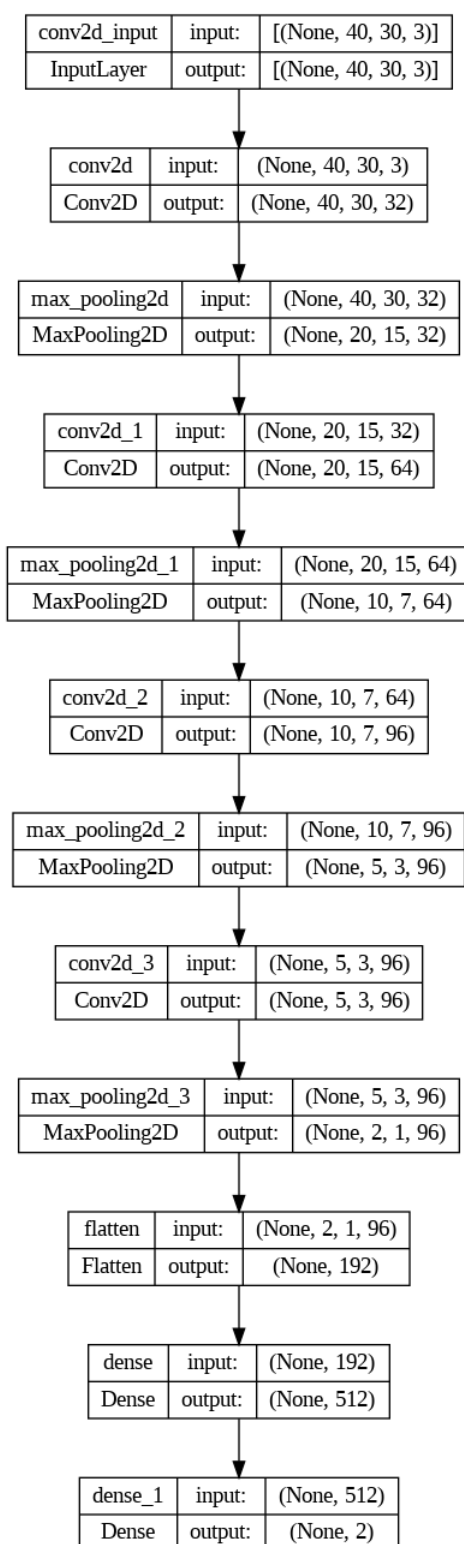 conv2d_input input: [(None, 40, 30, 3)]
InputLayer output: [(None, 40, 30, 3)]
conv2d input: (None, 40, 30, 3)
Conv2D output: (None, 40, 30, 32)
max_pooling2d input: (None, 40, 30, 32)
MaxPooling2D output: (None, 20, 15, 32)
conv2d_1 input: (None, 20, 15, 32)
Conv2D output: (None, 20, 15, 64)
max_pooling2d_1 input: (None, 20, 15, 64)
MaxPooling2D output: (None, 10, 7, 64)
conv2d_2 input: (None, 10, 7, 64)
Conv2D output: (None, 10, 7, 96)
max_pooling2d_2 input: (None, 10, 7, 96)
MaxPooling2D output: (None, 5, 3, 96)
conv2d_3 input: (None, 5, 3, 96)
Conv2D output: (None, 5, 3, 96)
max_pooling2d_3 input: (None, 5, 3, 96)
MaxPooling2D output: (None, 2, 1, 96)
flatten input: (None, 2, 1, 96)
Flatten output: (None, 192)
dense input: (None, 192)
Dense output: (None, 512)
dense_1 input: (None, 512)
Dense output: (None, 2)